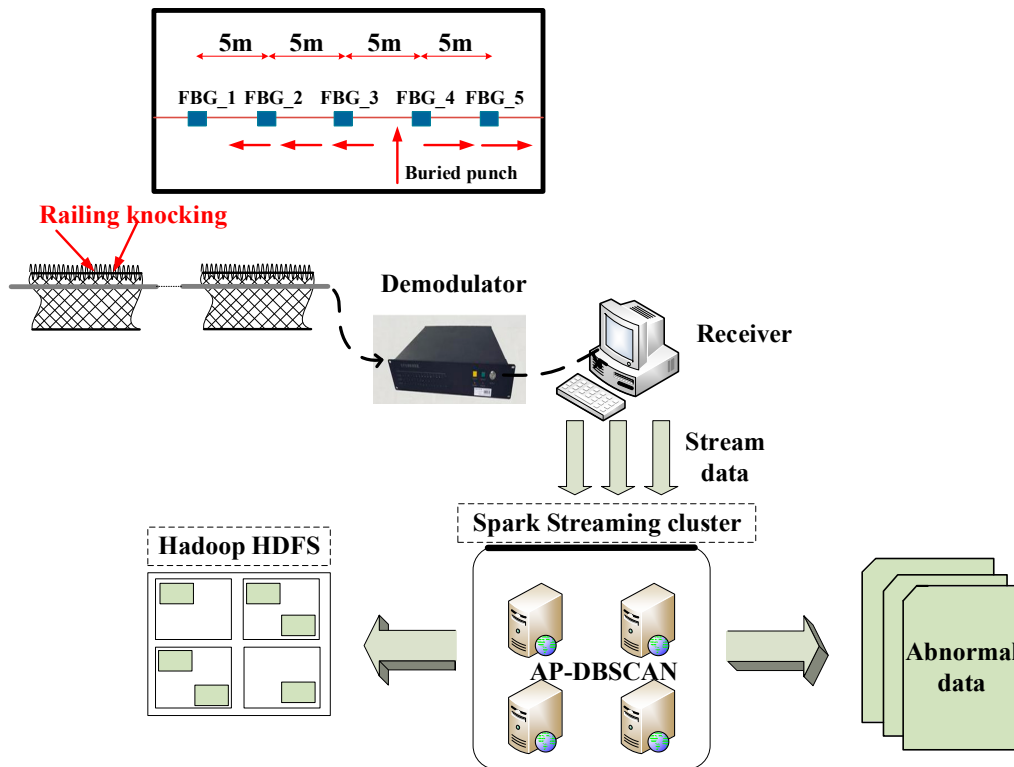 5m 5m 5m 5m
FBG_1 FBG_2 FBG_3 FBG_4 FBG_5
Buried punch
Railing knocking
Demodulator
Receiver
Stream
data
Spark Streaming cluster
Hadoop HDFS
AP-DBSCAN
Abnormal
data